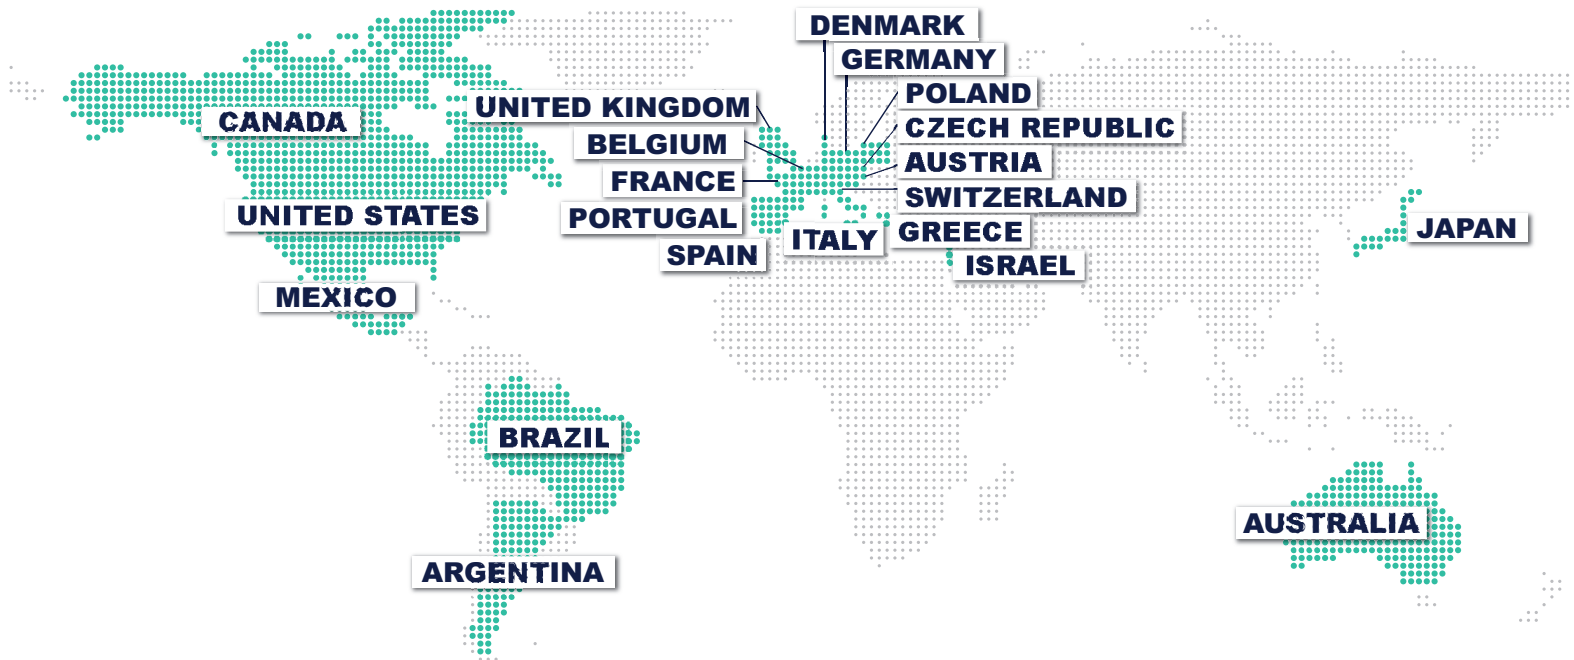 DENMARK
GERMANY
POLAND
UNITED KINGDOM
CANADA
CZECH REPUBLIC
BELGIUM
AUSTRIA
FRANCE
SWITZERLAND
UNITED STATES
PORTUGAL
JAPAN
GREECE
ITALY
SPAIN
ISRAEL
MEXICO
BRAZIL
AUSTRALIA
ARGENTINA